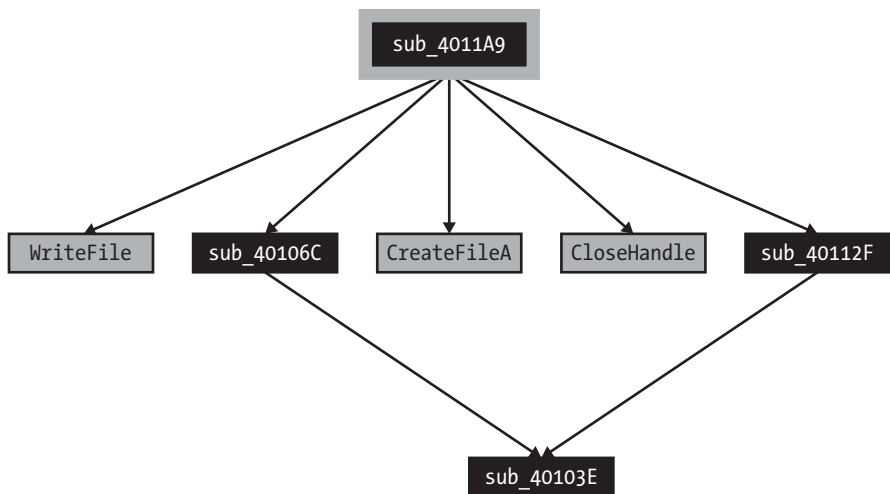 sub_4011A9
WriteFile
sub_40106C
CreateFileA
CloseHandle
sub_40112F
sub_40103E